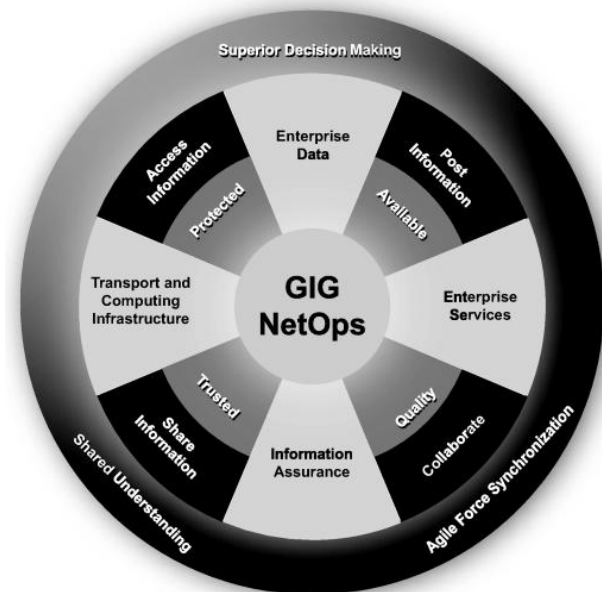 Superior Decision Making
Access
Information
Enterprise
Data
Post
Information
Protected
Available
Transport and
Computing
Infrastructure
GIG
NetOps
Enterprise
Services
Trusted
Quality
Share
Information
Information
Assurance
Collaborate
Shared Understanding
Agile Force Synchronization